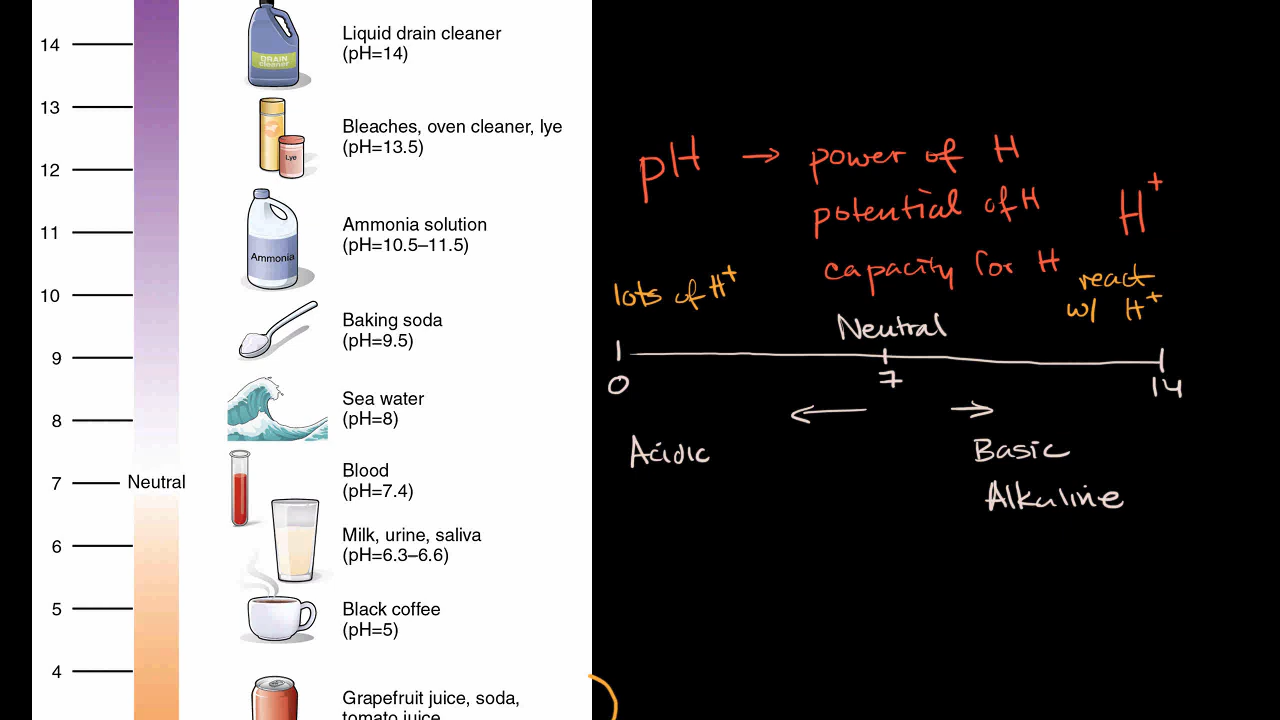 14
Liquid drain cleaner
(pH=14)
DRAIN
cleaner
13
Bleaches, oven cleaner, lye
(pH=13.5)
Lye
12
11
Ammonia solution
(pH=10.5–11.5)
Ammonia
10
Baking soda
(pH=9.5)
9
Sea water
(pH=8)
8
Blood
(pH=7.4)
7
Neutral
Milk, urine, saliva
(pH=6.3–6.6)
6
Black coffee
(pH=5)
5
4
Grapefruit juice, soda,
tomato juice
pH → power of H
potential of H
H+
capacity for H
lots of H+
react
w/ H+
Neutral
0 7 14
← →
Acidic Basic
Alkaline